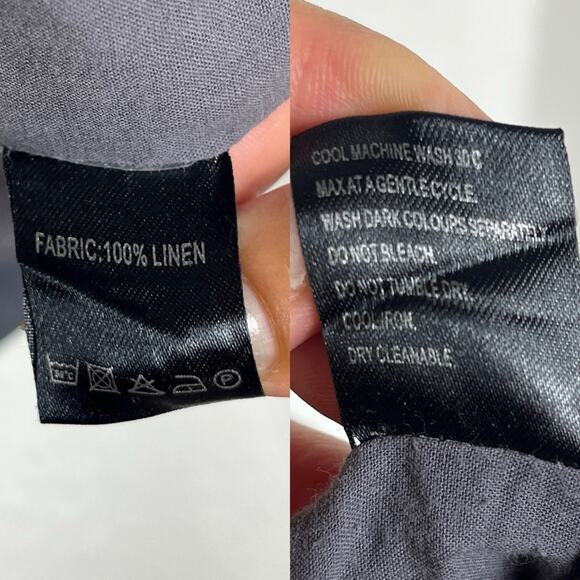 FABRIC:100% LINEN
30°C
P
COOL MACHINE WASH 30°C
MAX AT A GENTLE CYCLE.
WASH DARK COLOURS SEPARATELY.
DO NOT BLEACH.
DO NOT TUMBLE DRY.
COOL IRON.
DRY CLEANABLE